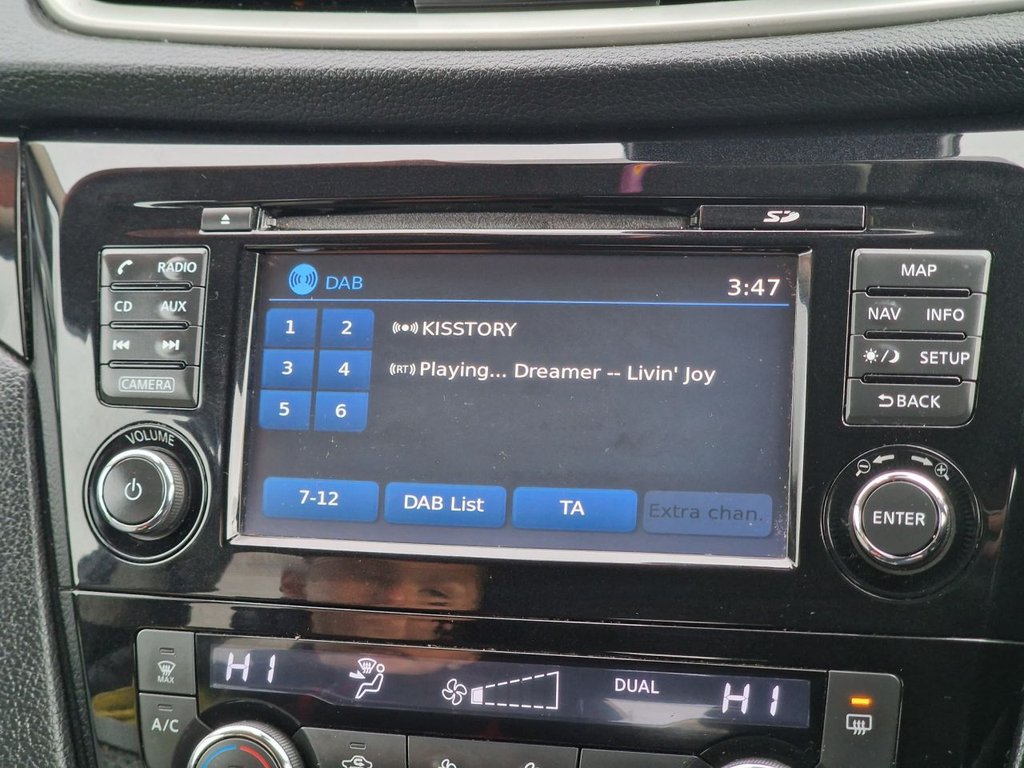 SD
RADIO
CD AUX
CAMERA
VOLUME
DAB 3:47
1 2
3 4
5 6
KISSTORY
(RT) Playing... Dreamer -- Livin' Joy
7-12 DAB List TA Extra chan.
MAP
NAV INFO
SETUP
BACK
ENTER
MAX
A/C
HI DUAL HI